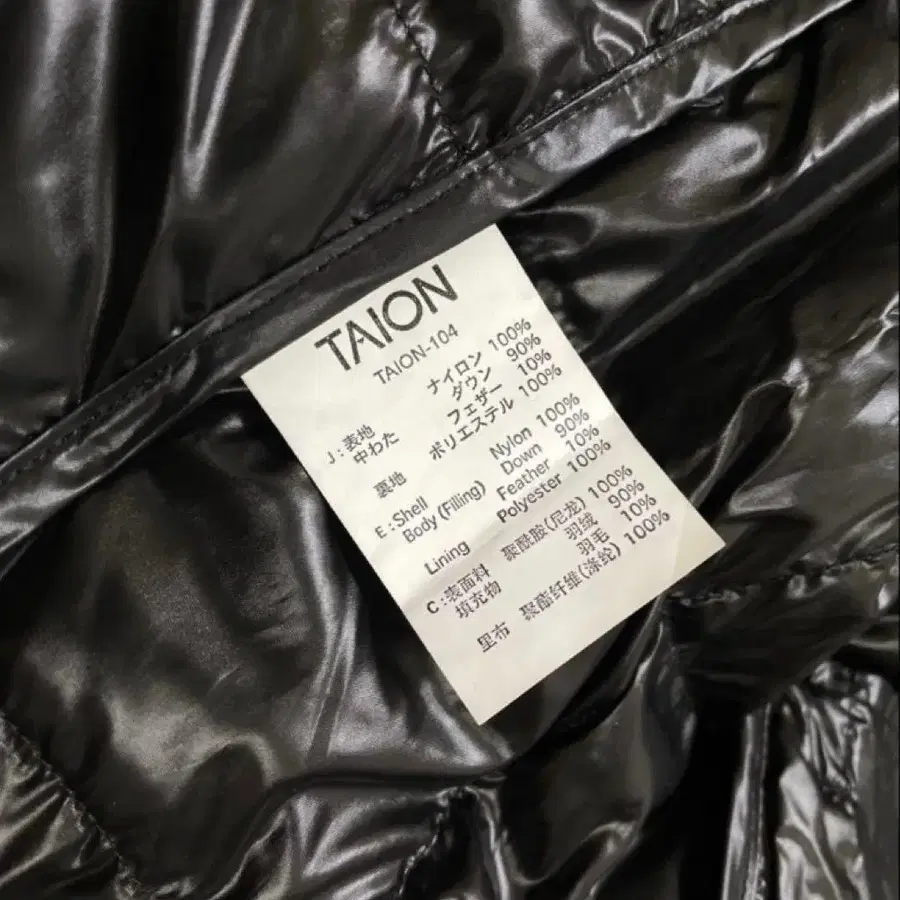 TAION
TAION-104
J : 表地 ナイロン 100%
中わた ダウン 90%
フェザー 10%
裏地 ポリエステル 100%
E : Shell Nylon 100%
Body (Filling) Down 90%
Feather 10%
Lining Polyester 100%
C : 表面料 聚酰胺(尼龙) 100%
填充物 羽绒 90%
羽毛 10%
里布 聚酯纤维(涤纶) 100%